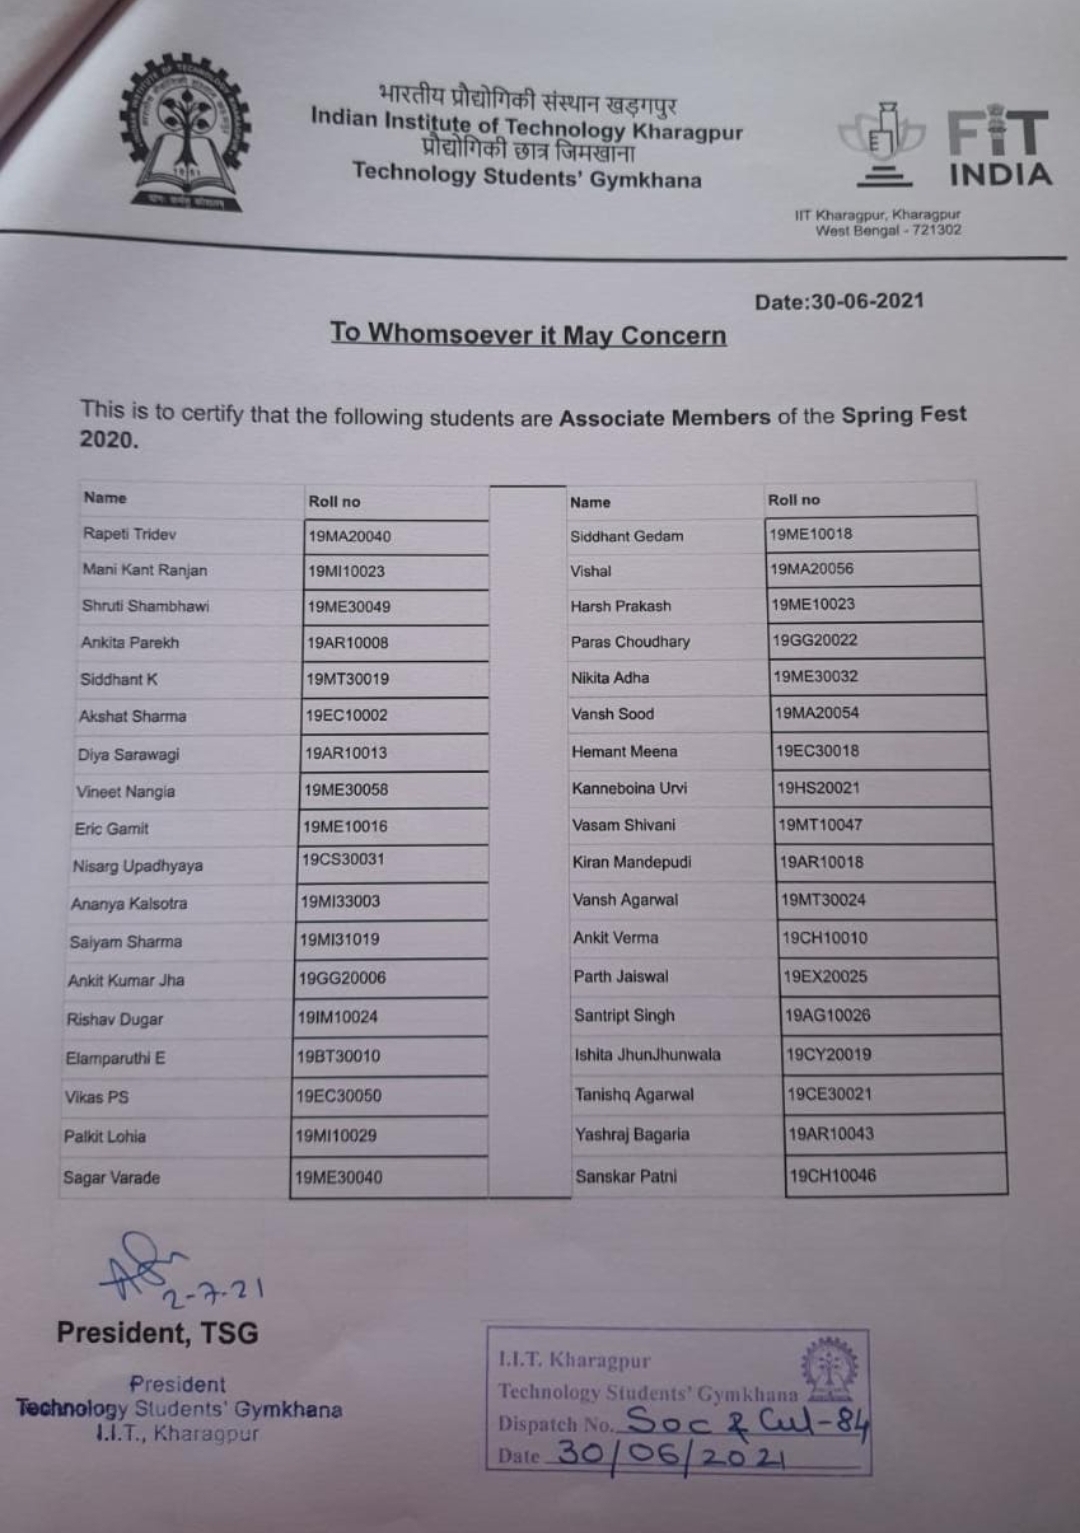 भारतीय प्रौद्योगिकी संस्थान खड़गपुर
Indian Institute of Technology Kharagpur
प्रौद्योगिकी छात्र जिमखाना
Technology Students' Gymkhana
FIT
INDIA
IIT Kharagpur, Kharagpur
West Bengal - 721302
Date:30-06-2021
To Whomsoever it May Concern
This is to certify that the following students are Associate Members of the Spring Fest
2020.
Name Roll no Name Roll no
Rapeti Tridev 19MA20040 Siddhant Gedam 19ME10018
Mani Kant Ranjan 19MI10023 Vishal 19MA20056
Shruti Shambhawi 19ME30049 Harsh Prakash 19ME10023
Ankita Parekh 19AR10008 Paras Choudhary 19GG20022
Siddhant K 19MT30019 Nikita Adha 19ME30032
Akshat Sharma 19EC10002 Vansh Sood 19MA20054
Diya Sarawagi 19AR10013 Hemant Meena 19EC30018
Vineet Nangia 19ME30058 Kanneboina Urvi 19HS20021
Eric Gamit 19ME10016 Vasam Shivani 19MT10047
Nisarg Upadhyaya 19CS30031 Kiran Mandepudi 19AR10018
Ananya Kalsotra 19MI33003 Vansh Agarwal 19MT30024
Saiyam Sharma 19MI31019 Ankit Verma 19CH10010
Ankit Kumar Jha 19GG20006 Parth Jaiswal 19EX20025
Rishav Dugar 19IM10024 Santript Singh 19AG10026
Elamparuthi E 19BT30010 Ishita JhunJhunwala 19CY20019
Vikas PS 19EC30050 Tanishq Agarwal 19CE30021
Palkit Lohia 19MI10029 Yashraj Bagaria 19AR10043
Sagar Varade 19ME30040 Sanskar Patni 19CH10046
2-7-21
President, TSG
President
Technology Students' Gymkhana
I.I.T., Kharagpur
I.I.T. Kharagpur
Technology Students' Gymkhana
Dispatch No. Soc & Cul-84
Date 30/06/2021